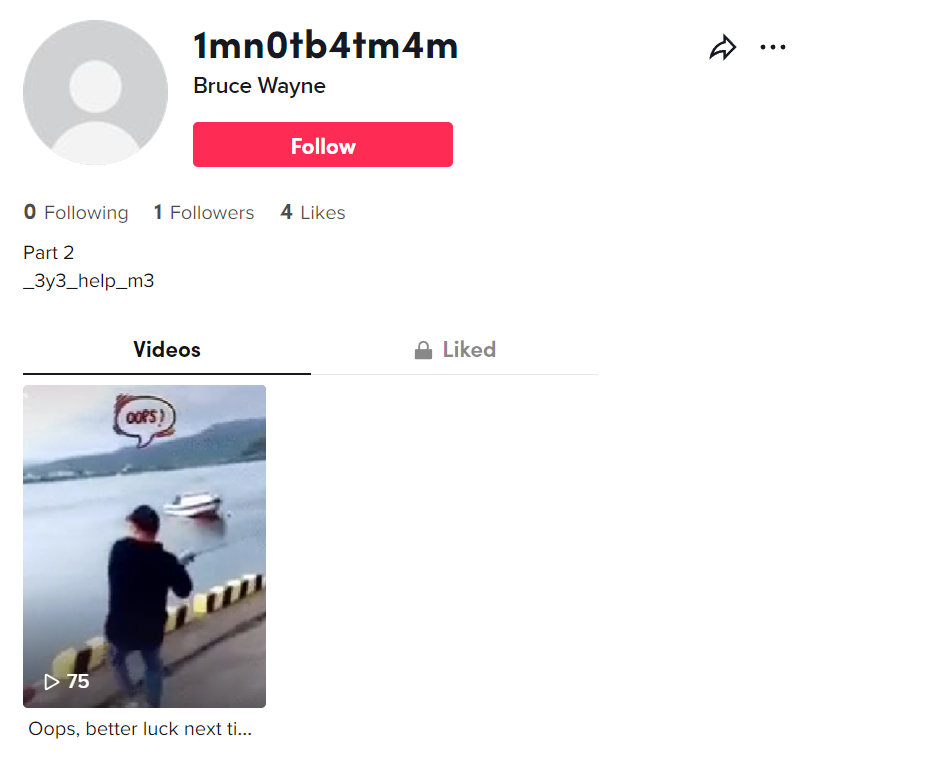 1mn0tb4tm4m
Bruce Wayne
Follow
0 Following 1 Followers 4 Likes
Part 2
_3y3_help_m3
Videos Liked
OOPS!
75
Oops, better luck next ti...